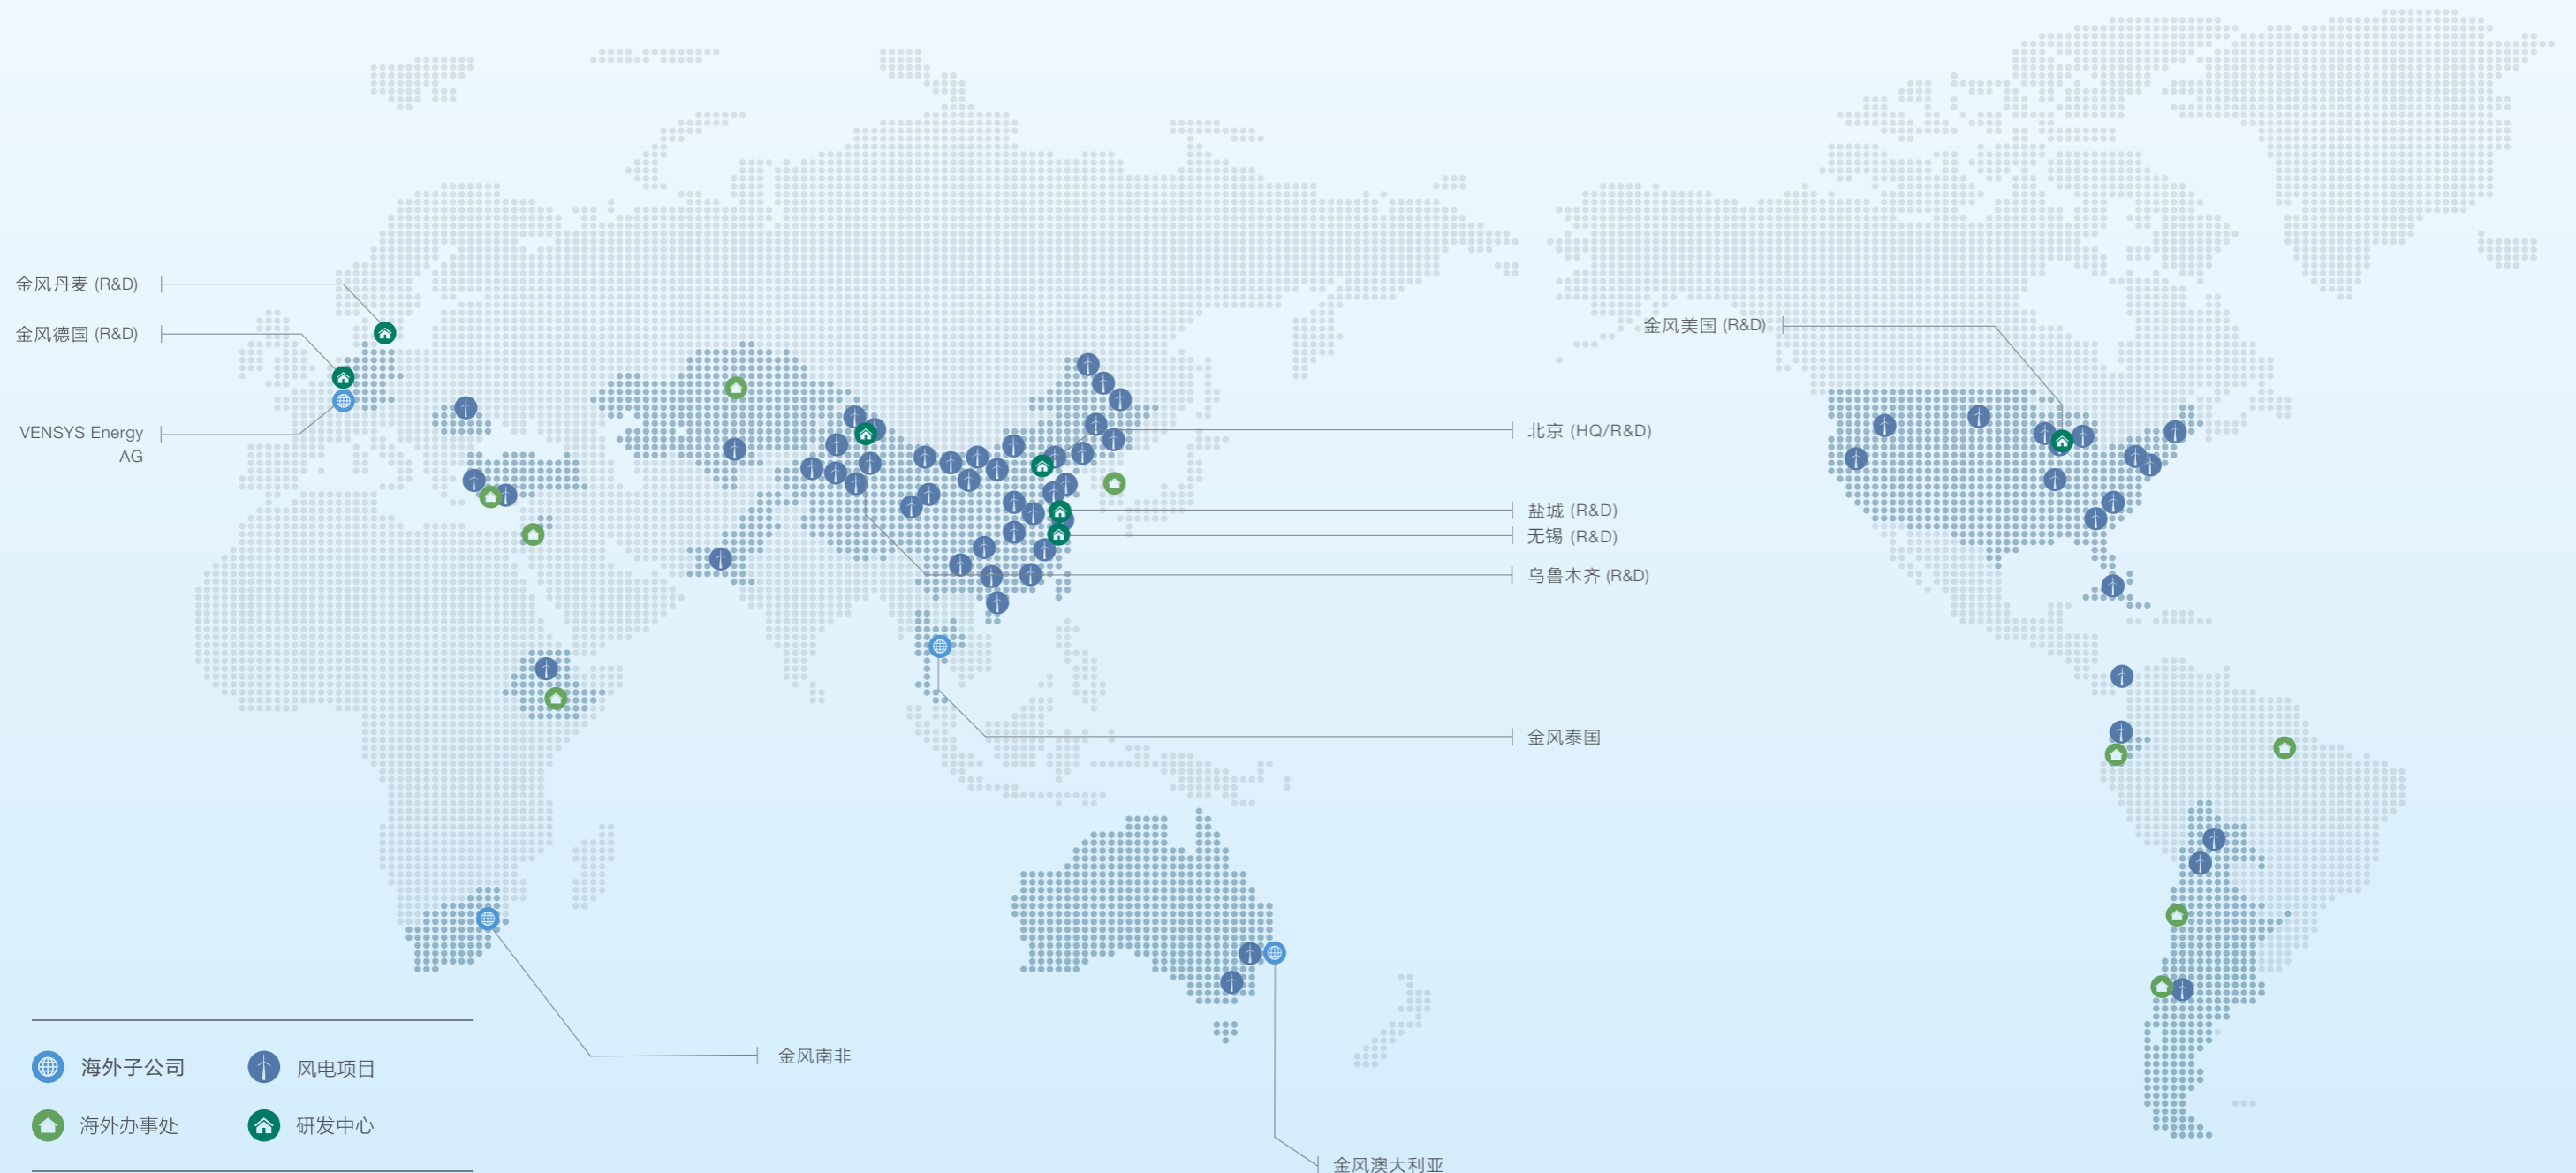 金风丹麦 (R&D)
金风德国 (R&D)
VENSYS Energy
AG
金风美国 (R&D)
北京 (HQ/R&D)
盐城 (R&D)
无锡 (R&D)
乌鲁木齐 (R&D)
金风泰国
金风南非
金风澳大利亚
海外子公司
风电项目
海外办事处
研发中心